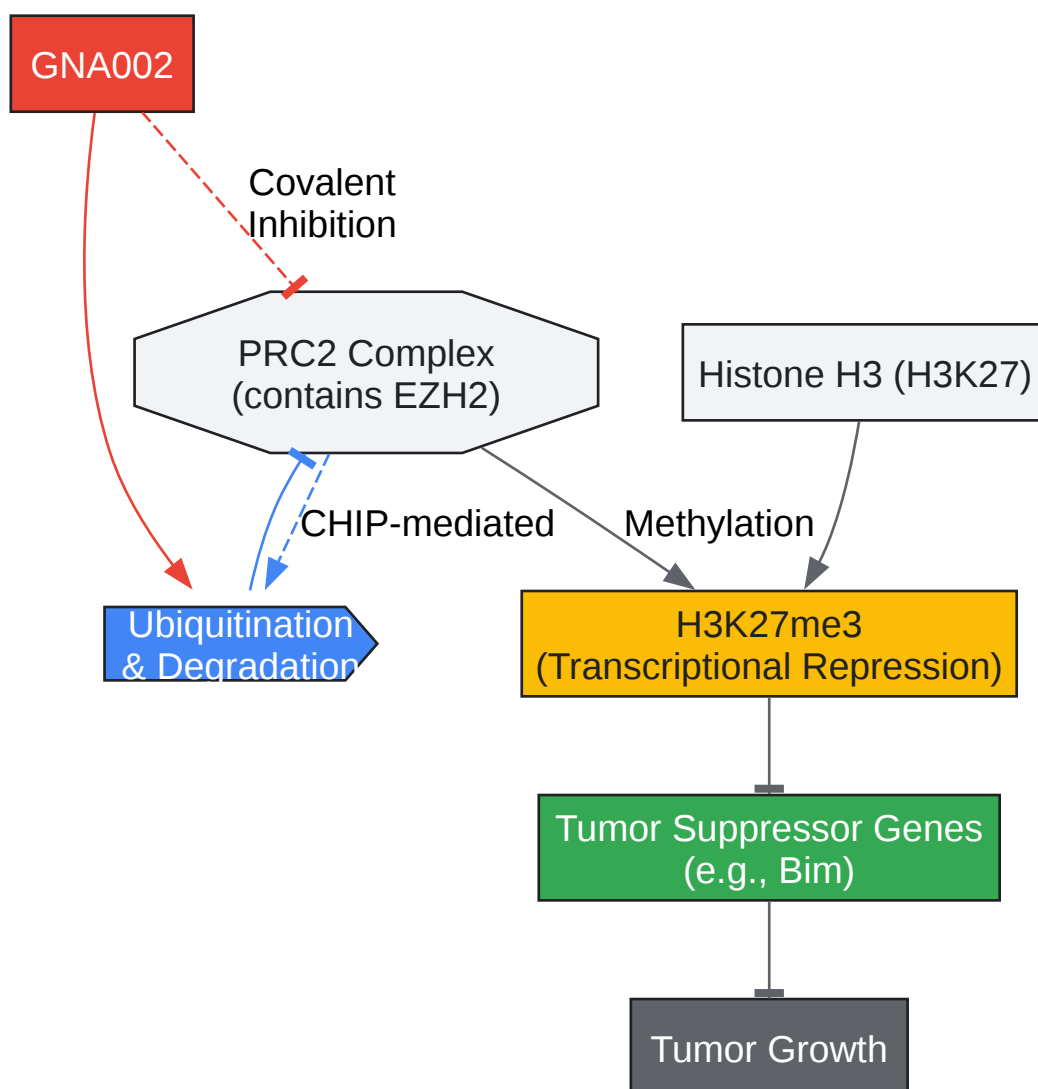 GNA002
Covalent
Inhibition
PRC2 Complex
(contains EZH2)
Histone H3 (H3K27)
CHIP-mediated
Methylation
Ubiquitination
& Degradation
H3K27me3
(Transcriptional Repression)
Tumor Suppressor Genes
(e.g., Bim)
Tumor Growth